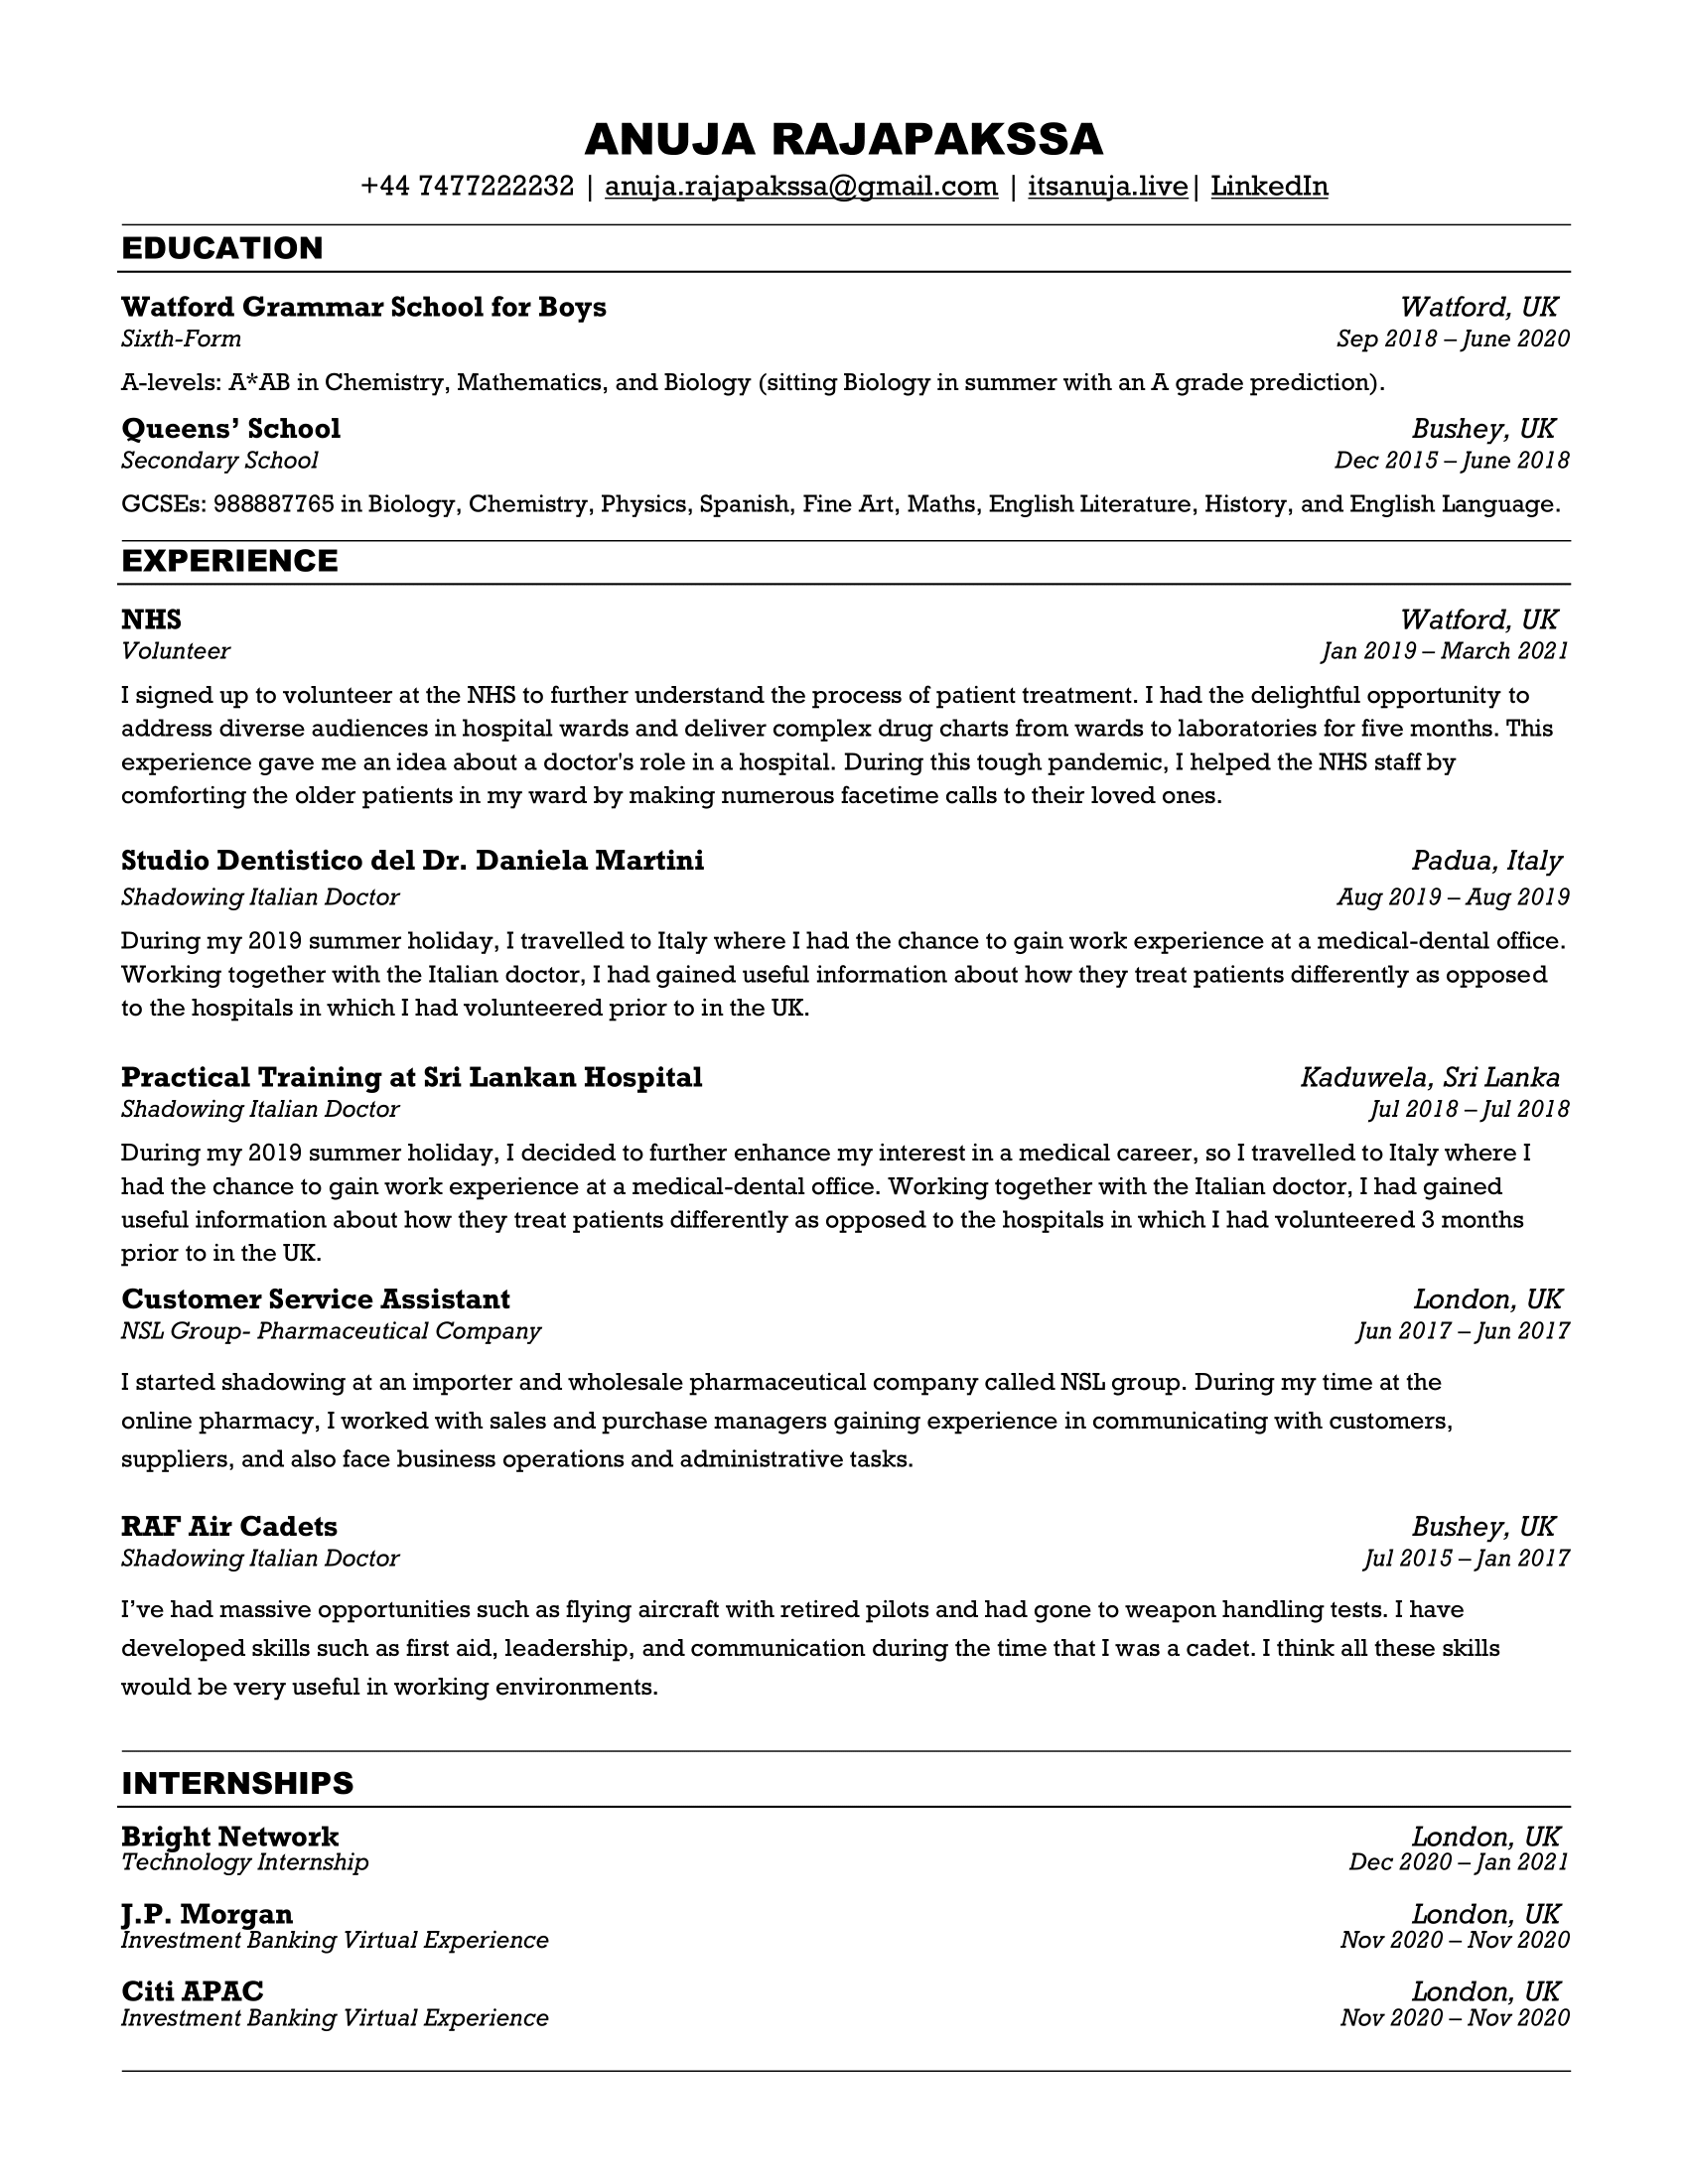 ANUJA RAJAPAKSSA
+44 7477222232 | anuja.rajapakssa@gmail.com | itsanuja.live| LinkedIn
EDUCATION
Watford Grammar School for Boys Watford, UK
Sixth-Form Sep 2018 – June 2020
A-levels: A*AB in Chemistry, Mathematics, and Biology (sitting Biology in summer with an A grade prediction).
Queens’ School Bushey, UK
Secondary School Dec 2015 – June 2018
GCSEs: 988887765 in Biology, Chemistry, Physics, Spanish, Fine Art, Maths, English Literature, History, and English Language.
EXPERIENCE
NHS Watford, UK
Volunteer Jan 2019 – March 2021
I signed up to volunteer at the NHS to further understand the process of patient treatment. I had the delightful opportunity to
address diverse audiences in hospital wards and deliver complex drug charts from wards to laboratories for five months. This
experience gave me an idea about a doctor's role in a hospital. During this tough pandemic, I helped the NHS staff by
comforting the older patients in my ward by making numerous facetime calls to their loved ones.
Studio Dentistico del Dr. Daniela Martini Padua, Italy
Shadowing Italian Doctor Aug 2019 – Aug 2019
During my 2019 summer holiday, I travelled to Italy where I had the chance to gain work experience at a medical-dental office.
Working together with the Italian doctor, I had gained useful information about how they treat patients differently as opposed
to the hospitals in which I had volunteered prior to in the UK.
Practical Training at Sri Lankan Hospital Kaduwela, Sri Lanka
Shadowing Italian Doctor Jul 2018 – Jul 2018
During my 2019 summer holiday, I decided to further enhance my interest in a medical career, so I travelled to Italy where I
had the chance to gain work experience at a medical-dental office. Working together with the Italian doctor, I had gained
useful information about how they treat patients differently as opposed to the hospitals in which I had volunteered 3 months
prior to in the UK.
Customer Service Assistant London, UK
NSL Group- Pharmaceutical Company Jun 2017 – Jun 2017
I started shadowing at an importer and wholesale pharmaceutical company called NSL group. During my time at the
online pharmacy, I worked with sales and purchase managers gaining experience in communicating with customers,
suppliers, and also face business operations and administrative tasks.
RAF Air Cadets Bushey, UK
Shadowing Italian Doctor Jul 2015 – Jan 2017
I’ve had massive opportunities such as flying aircraft with retired pilots and had gone to weapon handling tests. I have
developed skills such as first aid, leadership, and communication during the time that I was a cadet. I think all these skills
would be very useful in working environments.
INTERNSHIPS
Bright Network London, UK
Technology Internship Dec 2020 – Jan 2021
J.P. Morgan London, UK
Investment Banking Virtual Experience Nov 2020 – Nov 2020
Citi APAC London, UK
Investment Banking Virtual Experience Nov 2020 – Nov 2020